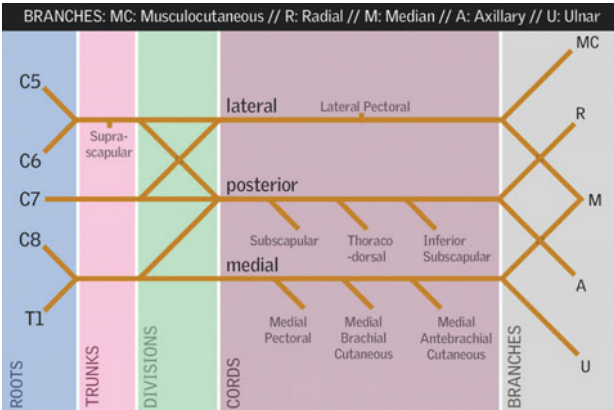 BRANCHES: MC: Musculocutaneous // R: Radial // M: Median // A: Axillary // U: Ulnar
MC
C5
lateral
Lateral Pectoral
R
Supra-
scapular
C6
posterior
C7
M
C8
Subscapular
Thoraco
-dorsal
Inferior
Subscapular
medial
A
T1
Medial
Pectoral
Medial
Brachial
Cutaneous
Medial
Antebrachial
Cutaneous
U
ROOTS
TRUNKS
DIVISIONS
CORDS
BRANCHES